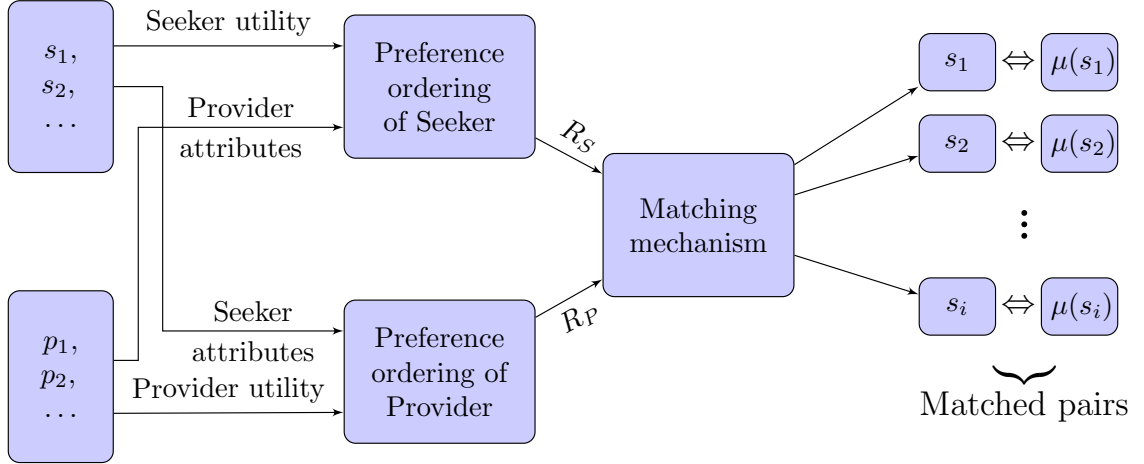 s₁,
s₂,
…
Seeker utility
Provider
attributes
Preference
ordering
of Seeker
R_S
p₁,
p₂,
…
Seeker
attributes
Provider utility
Preference
ordering of
Provider
R_P
Matching
mechanism
s₁ ⇔ μ(s₁)
s₂ ⇔ μ(s₂)
⋮
sᵢ ⇔ μ(sᵢ)
Matched pairs